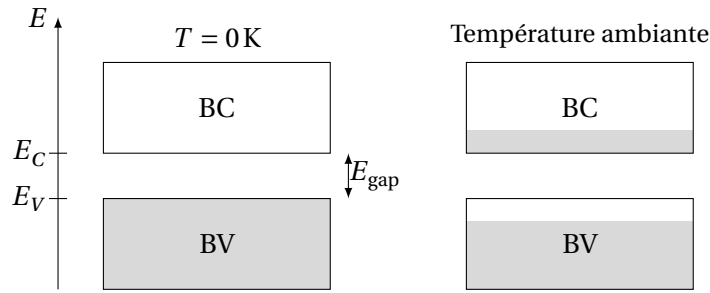 E
T = 0 K
Température ambiante
BC
BC
E_C
E_gap
E_V
BV
BV